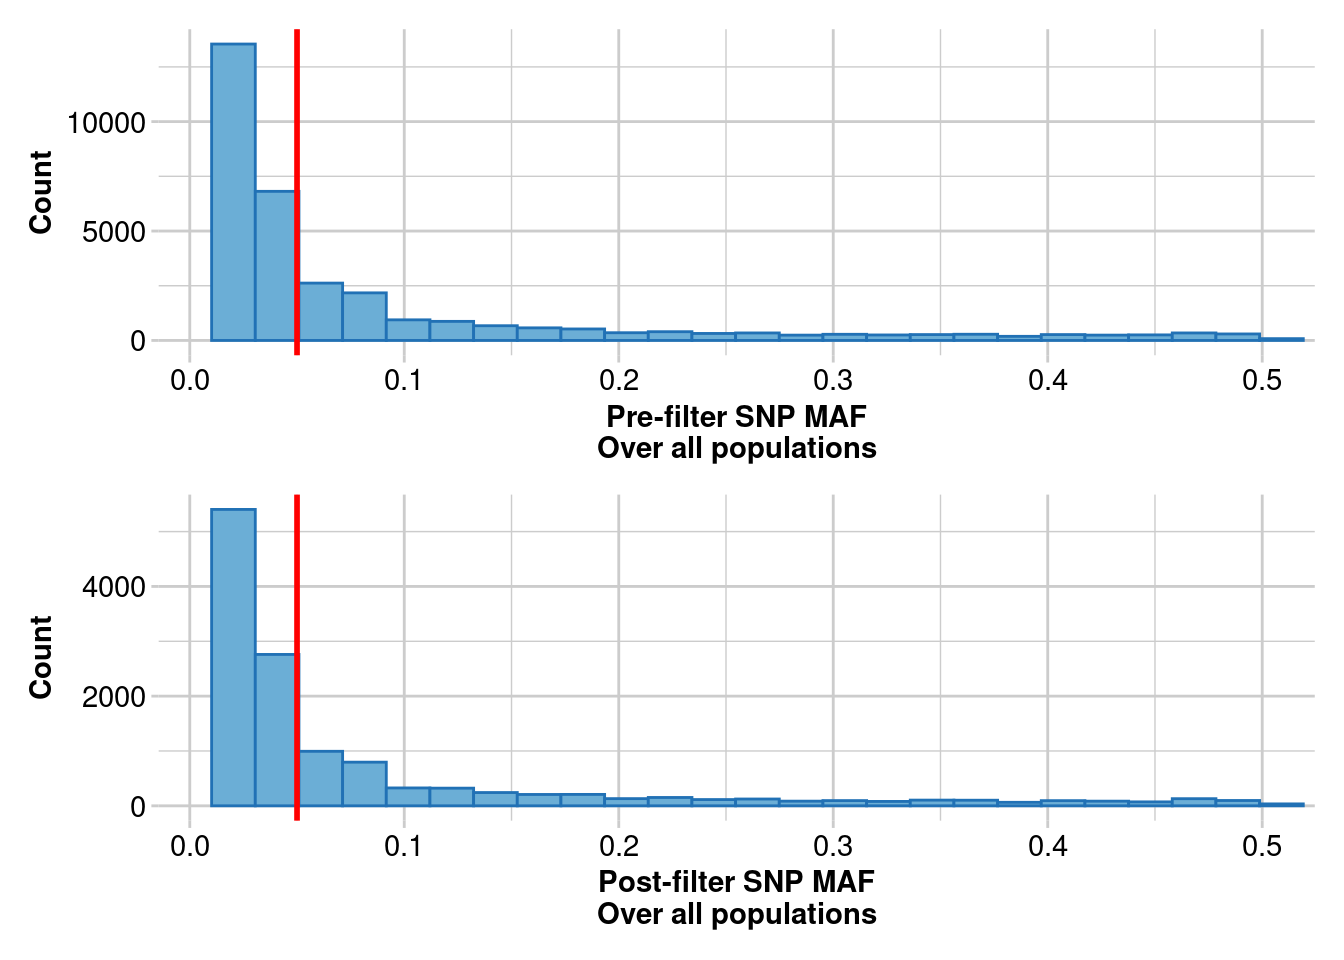 Count
10000
5000
0
0.0 0.1 0.2 0.3 0.4 0.5
Pre-filter SNP MAF
Over all populations
Count
4000
2000
0
0.0 0.1 0.2 0.3 0.4 0.5
Post-filter SNP MAF
Over all populations